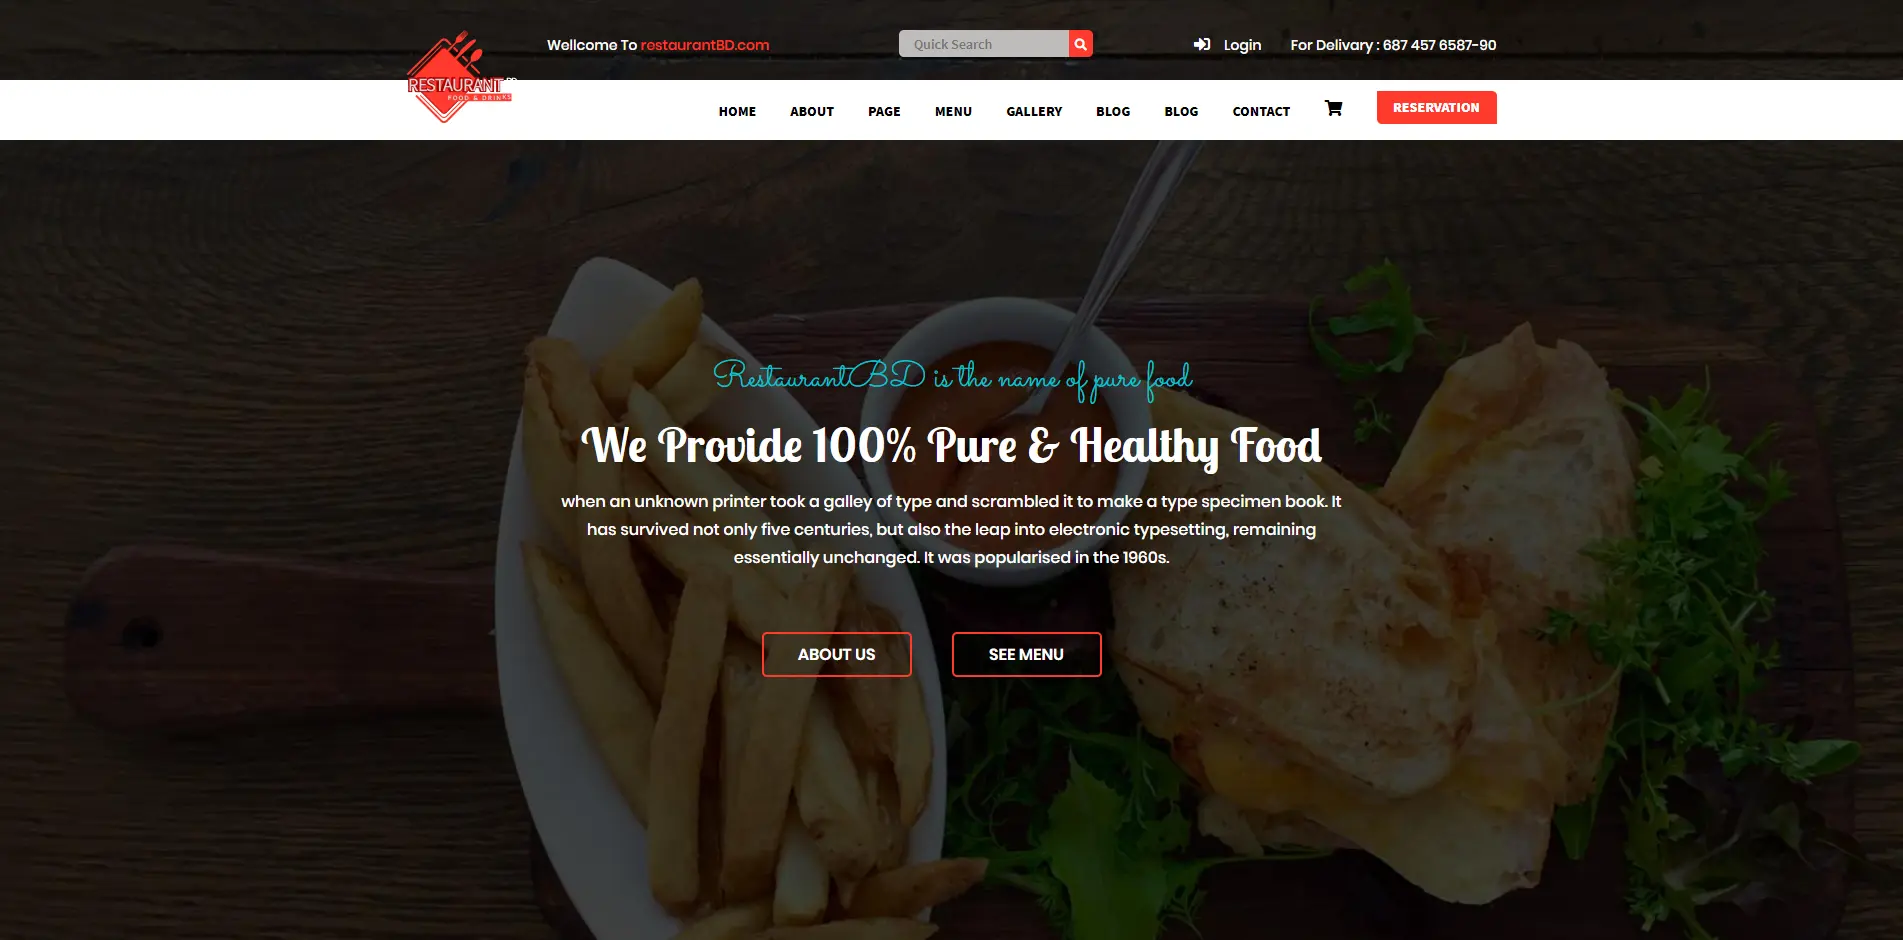 Wellcome To restaurantBD.com
Quick Search
Login
For Delivary : 687 457 6587-90
RESTAURANT BD
FOOD & DRINKS
HOME ABOUT PAGE MENU GALLERY BLOG BLOG CONTACT
RESERVATION
RestaurantBD is the name of pure food
We Provide 100% Pure & Healthy Food
when an unknown printer took a galley of type and scrambled it to make a type specimen book. It
has survived not only five centuries, but also the leap into electronic typesetting, remaining
essentially unchanged. It was popularised in the 1960s.
ABOUT US
SEE MENU